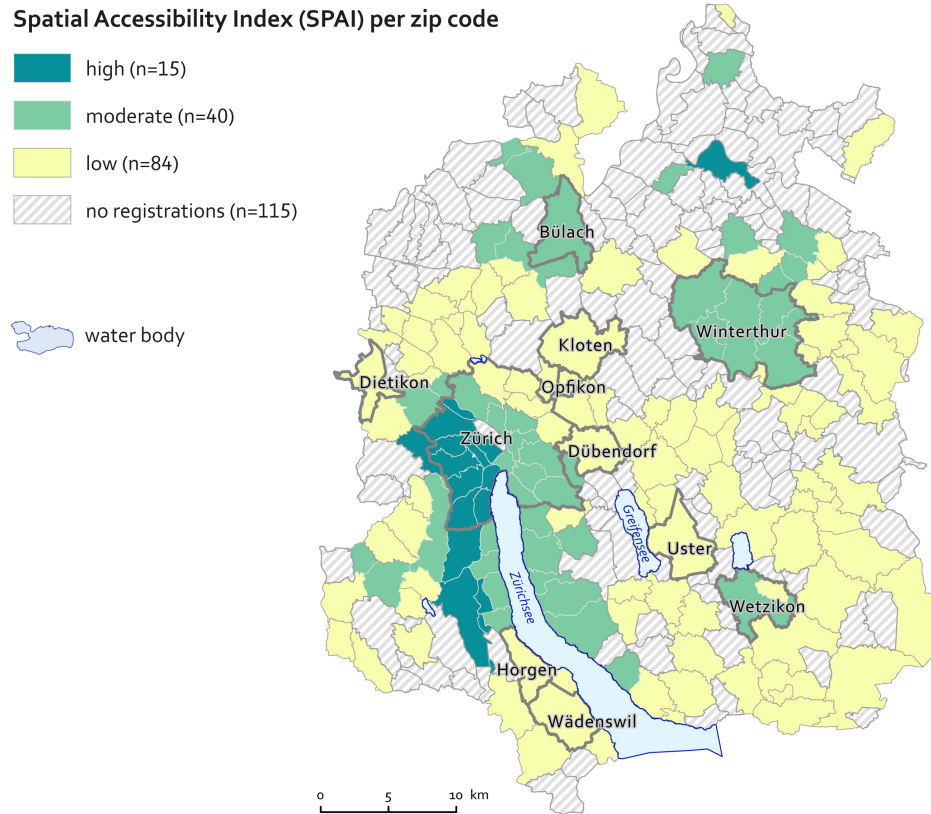 Spatial Accessibility Index (SPAI) per zip code
high (n=15)
moderate (n=40)
low (n=84)
no registrations (n=115)
water body
Bülach
Winterthur
Kloten
Dietikon
Opfikon
Zürich
Dübendorf
Greifensee
Uster
Zürichsee
Wetzikon
Horgen
Wädenswil
0 5 10 km